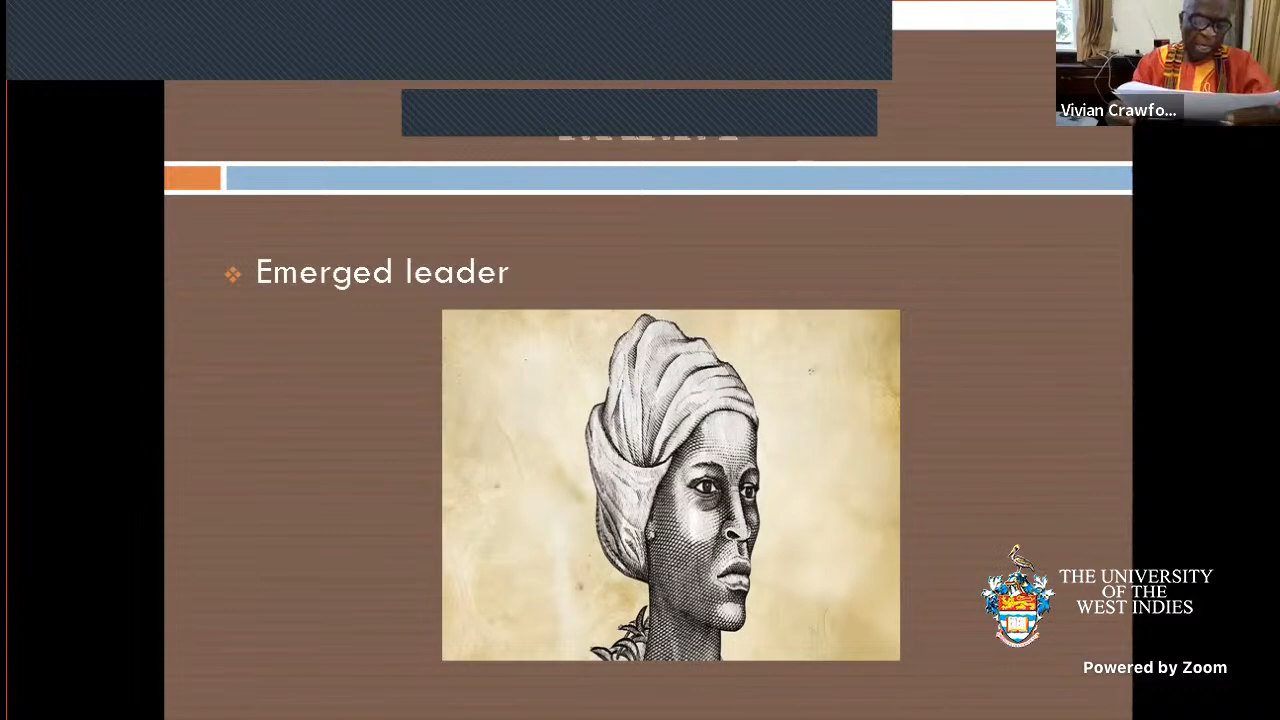 Vivian Crawfo...
Emerged leader
THE UNIVERSITY
OF THE
WEST INDIES
Powered by Zoom